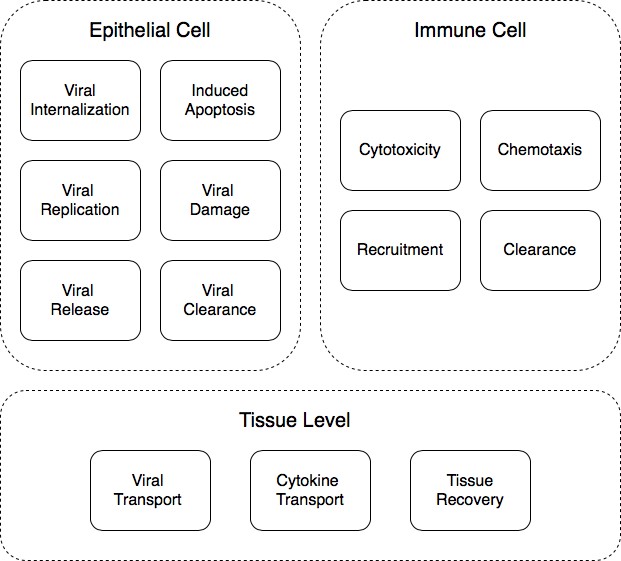 Epithelial Cell
Viral
Internalization
Induced
Apoptosis
Viral
Replication
Viral
Damage
Viral
Release
Viral
Clearance
Immune Cell
Cytotoxicity
Chemotaxis
Recruitment
Clearance
Tissue Level
Viral
Transport
Cytokine
Transport
Tissue
Recovery